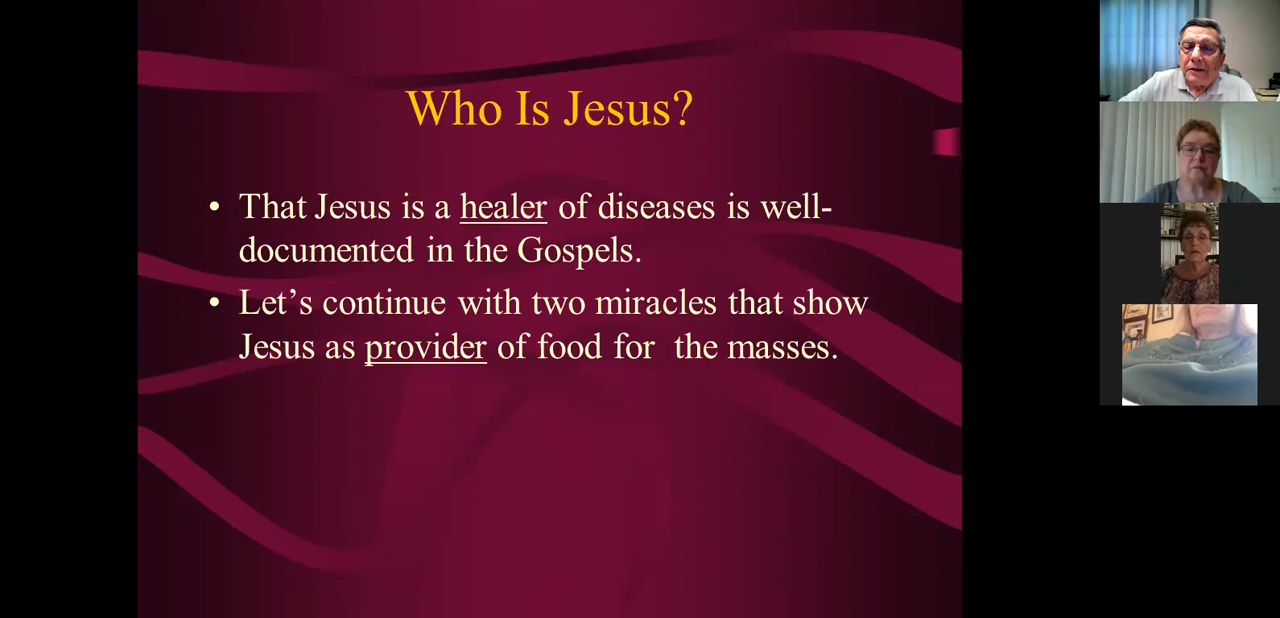 Who Is Jesus?
• That Jesus is a healer of diseases is well-
documented in the Gospels.
• Let’s continue with two miracles that show
Jesus as provider of food for  the masses.